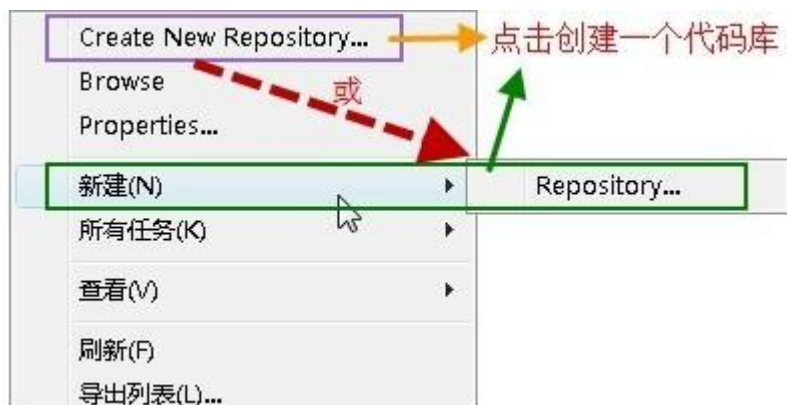 Create New Repository...
点击创建一个代码库
Browse
或
Properties...
新建(N)
Repository...
所有任务(K)
查看(V)
刷新(F)
导出列表(L)...